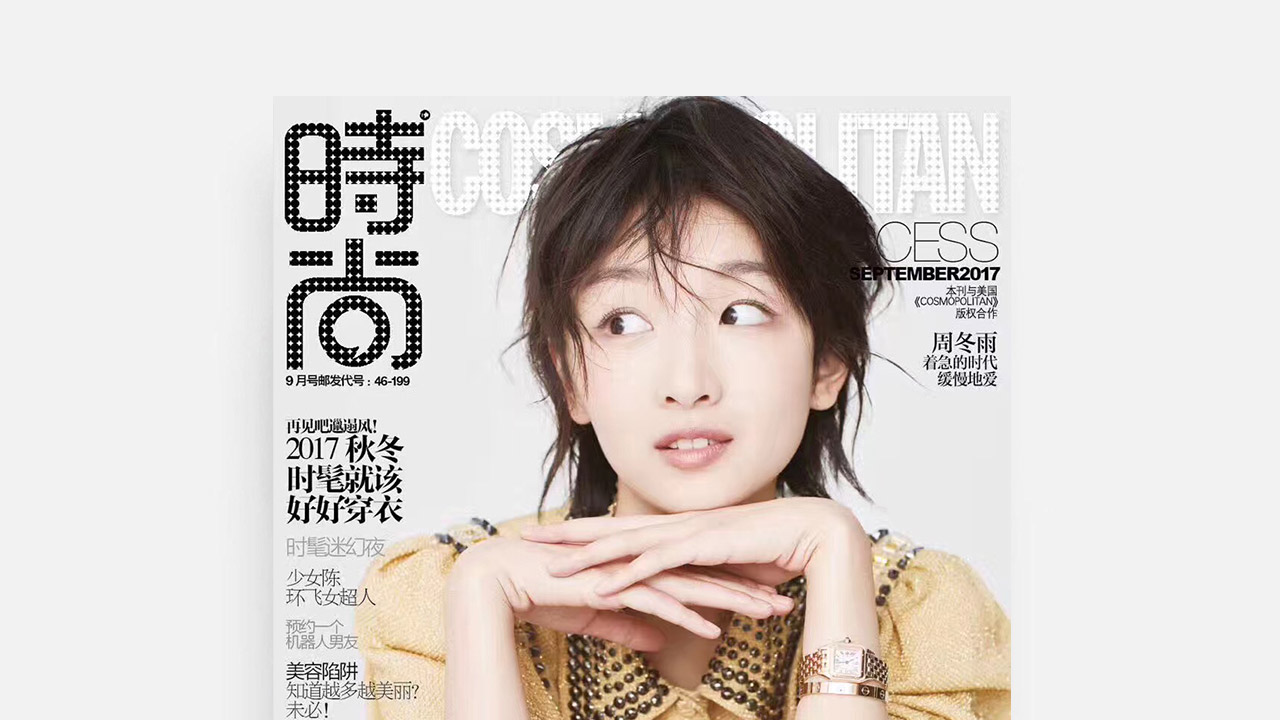 時尚
COSMOPOLITAN
CESS
SEPTEMBER2017
本刊与美国
《COSMOPOLITAN》
版权合作
周冬雨
着急的时代
缓慢地爱
9月号邮发代号：46-199
再见吧邋遢风！
2017 秋冬
时髦就该
好好穿衣
时髦迷幻夜
少女陈
环飞女超人
预约一个
机器人男友
美容陷阱
知道越多越美丽？
未必！